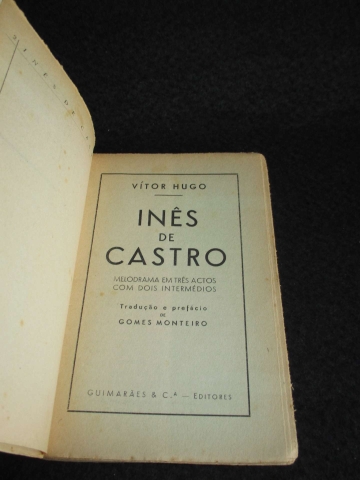 VÍTOR HUGO
INÊS
DE
CASTRO
MELODRAMA EM TRÊS ACTOS
COM DOIS INTERMÉDIOS
Tradução e prefácio
DE
GOMES MONTEIRO
GUIMARÃES & C.ª — EDITORES